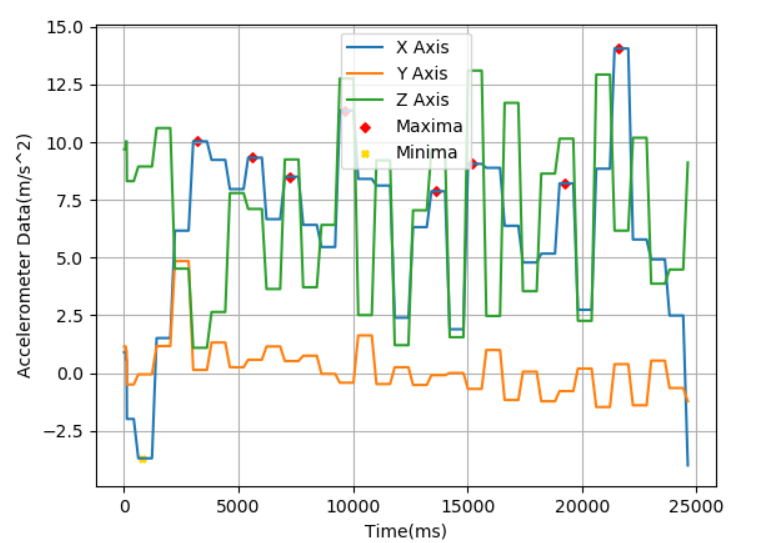 15.0
12.5
10.0
7.5
5.0
2.5
0.0
−2.5
Accelerometer Data(m/s^2)
X Axis
Y Axis
Z Axis
Maxima
Minima
0 5000 10000 15000 20000 25000
Time(ms)